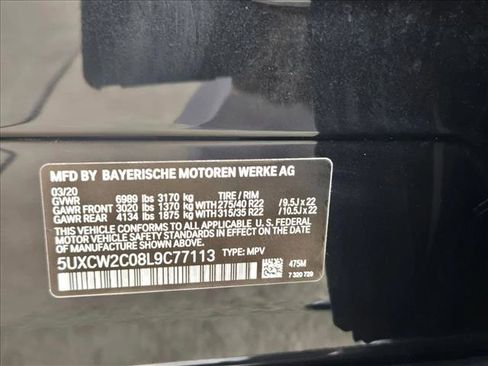 MFD BY BAYERISCHE MOTOREN WERKE AG
03/20
GVWR 6989 lbs 3170 kg TIRE / RIM
GAWR FRONT 3020 lbs 1370 kg WITH 275/40 R22 / 9.5J x 22
GAWR REAR 4134 lbs 1875 kg WITH 315/35 R22 / 10.5J x 22
THIS VEHICLE CONFORMS TO ALL APPLICABLE U. S. FEDERAL
MOTOR VEHICLE SAFETY STANDARDS IN EFFECT ON THE
DATE OF MANUFACTURE SHOWN ABOVE.
5UXCW2C08L9C77113 TYPE: MPV
475M
7 320 729